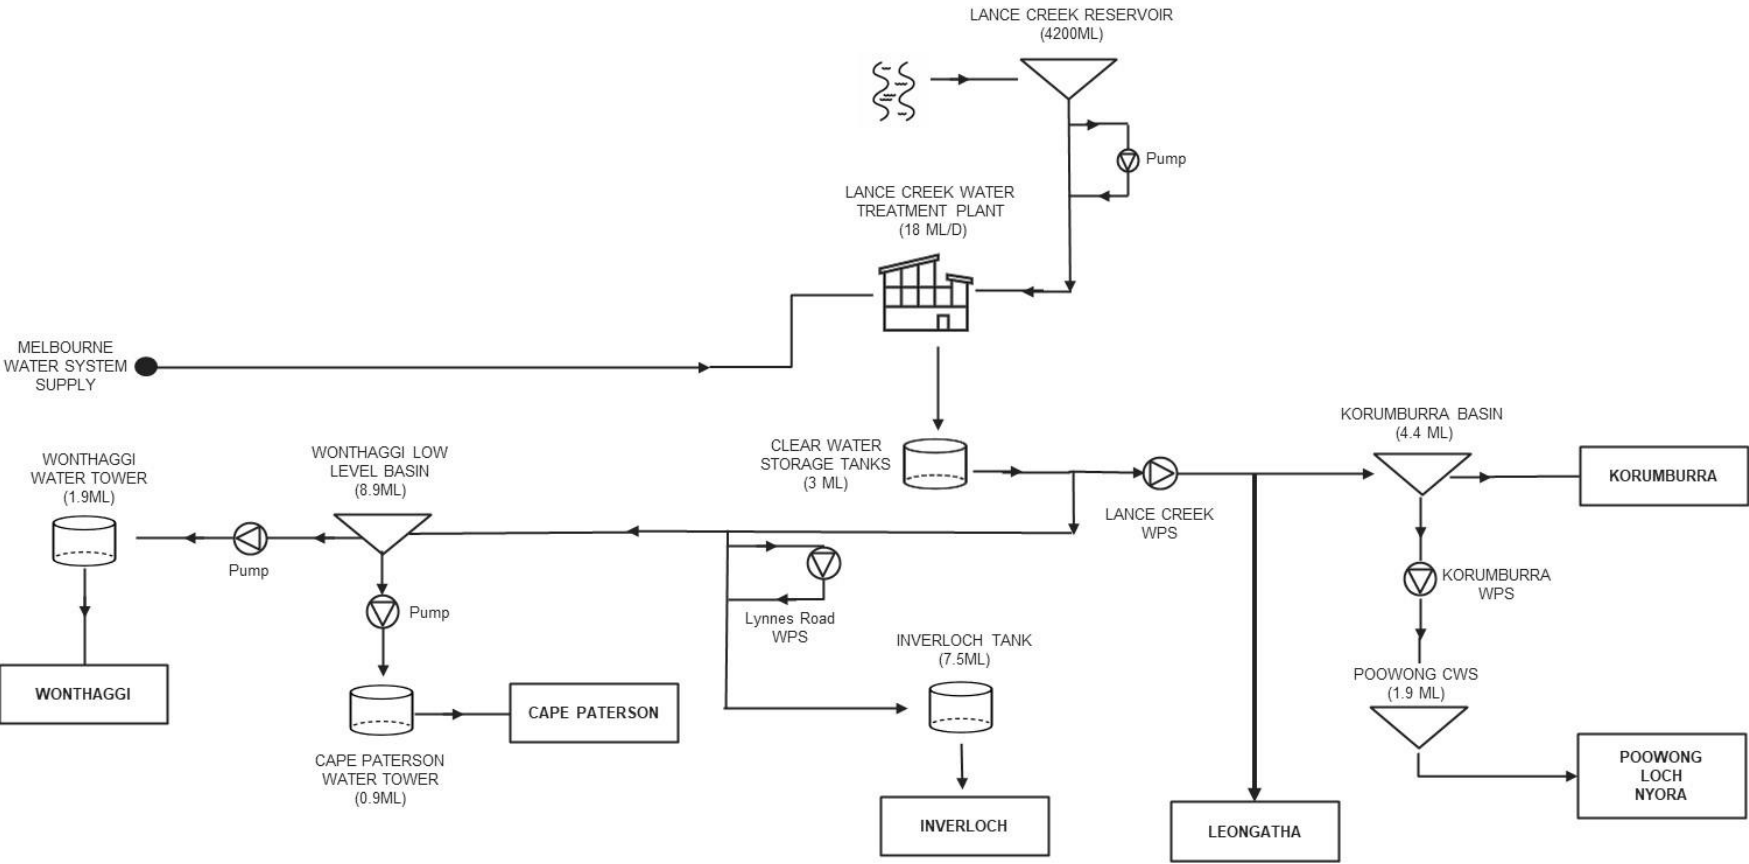 LANCE CREEK RESERVOIR
(4200ML)
Pump
LANCE CREEK WATER
TREATMENT PLANT
(18 ML/D)
MELBOURNE
WATER SYSTEM
SUPPLY
WONTHAGGI
WATER TOWER
(1.9ML)
WONTHAGGI LOW
LEVEL BASIN
(8.9ML)
CLEAR WATER
STORAGE TANKS
(3 ML)
LANCE CREEK
WPS
KORUMBURRA BASIN
(4.4 ML)
KORUMBURRA
Pump
Pump
Lynnes Road
WPS
KORUMBURRA
WPS
INVERLOCH TANK
(7.5ML)
POOWONG CWS
(1.9 ML)
WONTHAGGI
CAPE PATERSON
CAPE PATERSON
WATER TOWER
(0.9ML)
INVERLOCH
LEONGATHA
POOWONG
LOCH
NYORA